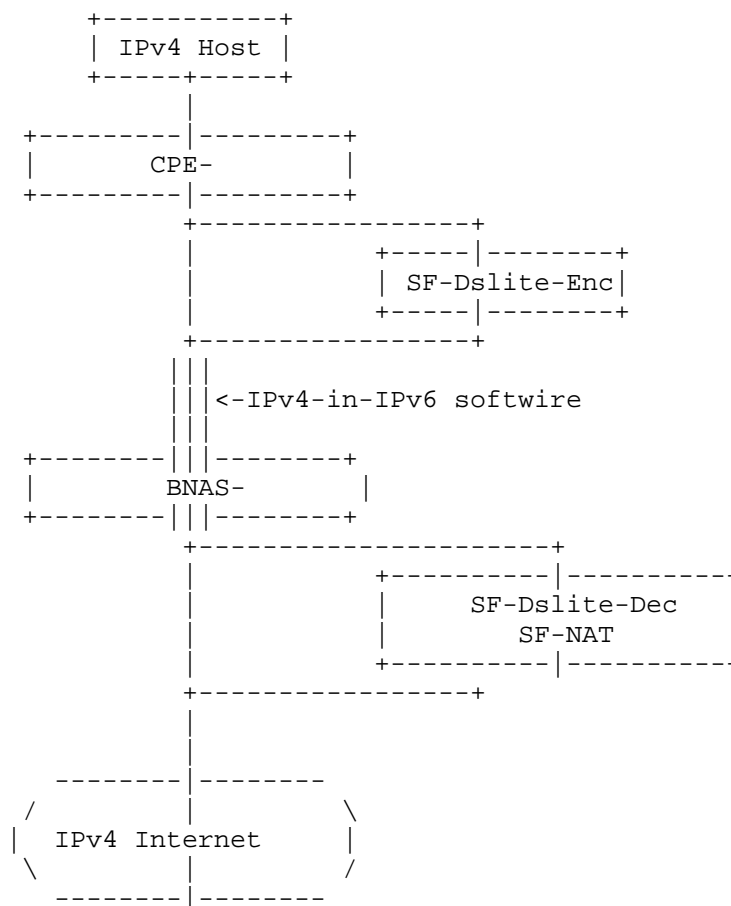 IPv4 Host
CPE-
SF-Dslite-Enc
<-IPv4-in-IPv6 softwire
BNAS-
SF-Dslite-Dec
SF-NAT
IPv4 Internet